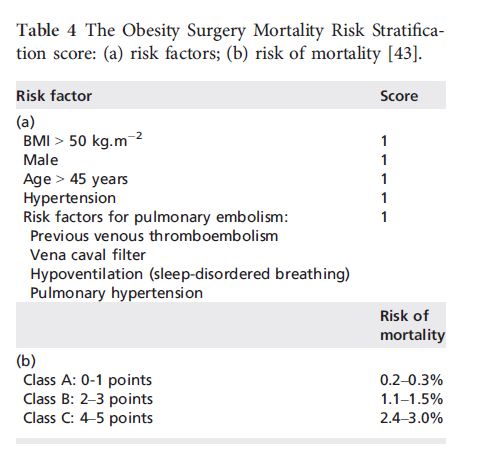 Table 4 The Obesity Surgery Mortality Risk Stratifica-
tion score: (a) risk factors; (b) risk of mortality [43].
Risk factor Score
(a)
BMI > 50 kg.m⁻² 1
Male 1
Age > 45 years 1
Hypertension 1
Risk factors for pulmonary embolism: 1
Previous venous thromboembolism
Vena caval filter
Hypoventilation (sleep-disordered breathing)
Pulmonary hypertension
Risk of
mortality
(b)
Class A: 0-1 points 0.2–0.3%
Class B: 2–3 points 1.1–1.5%
Class C: 4–5 points 2.4–3.0%